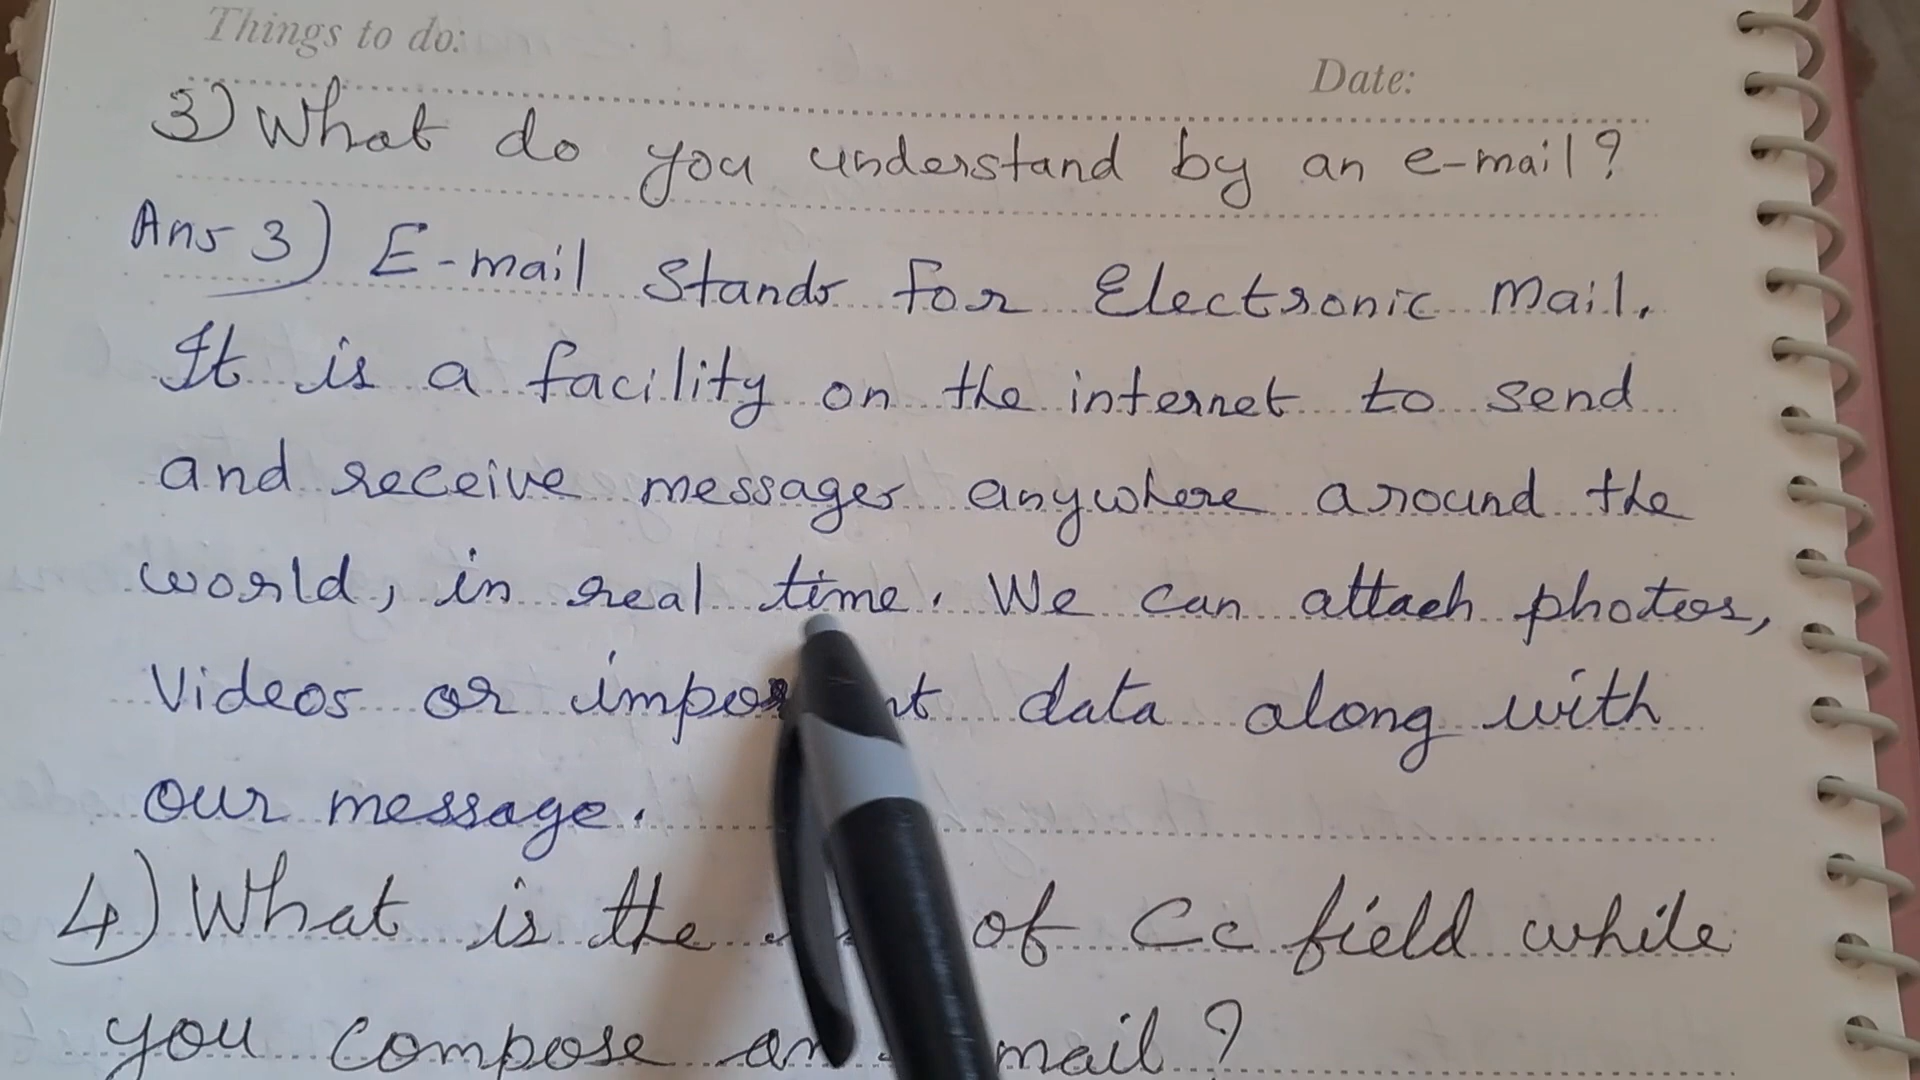 Things to do:
Date:
3) What do you understand by an e-mail?
Ans 3) E-mail Stands for Electronic Mail.
It is a facility on the internet to send
and receive messages anywhere around the
world, in real time. We can attach photos,
Videos or data along with
our message.
4) What is the of Cc field while
you compose an mail?